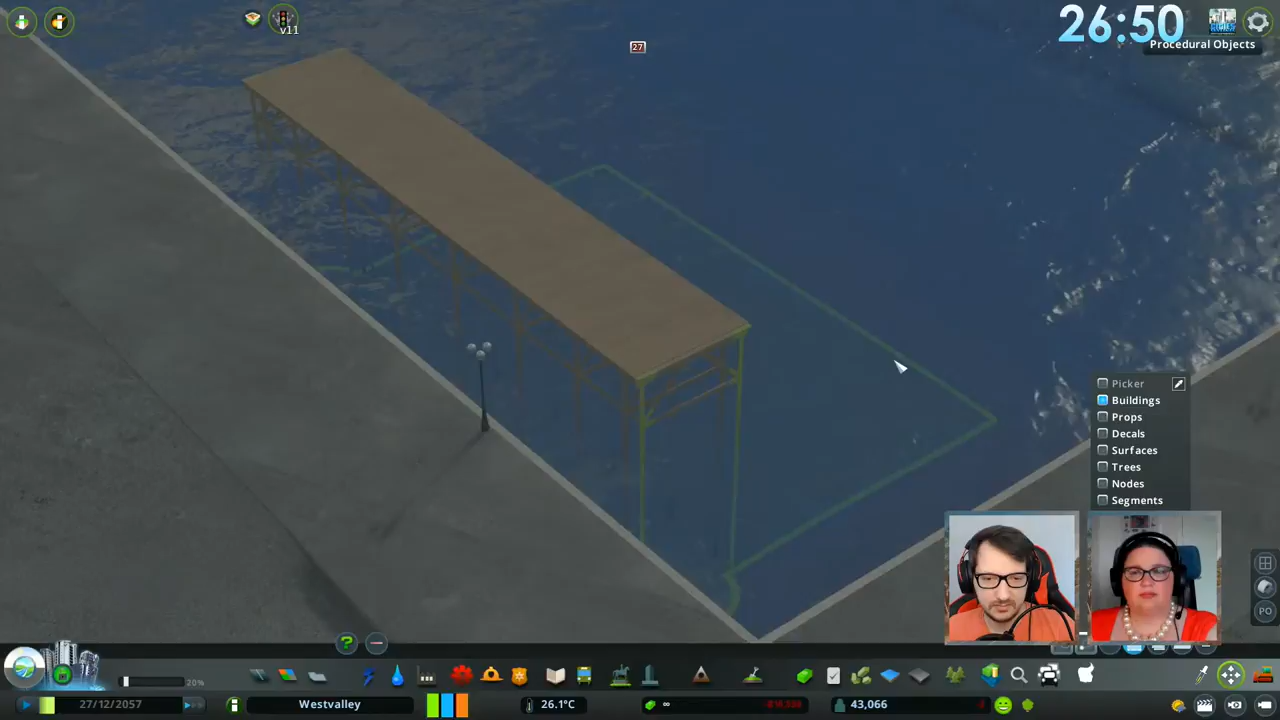 v11
27
26:50
Procedural Objects
Picker
Buildings
Props
Decals
Surfaces
Trees
Nodes
Segments
PO
20%
27/12/2057
Westvalley
26.1°C
∞
43,066